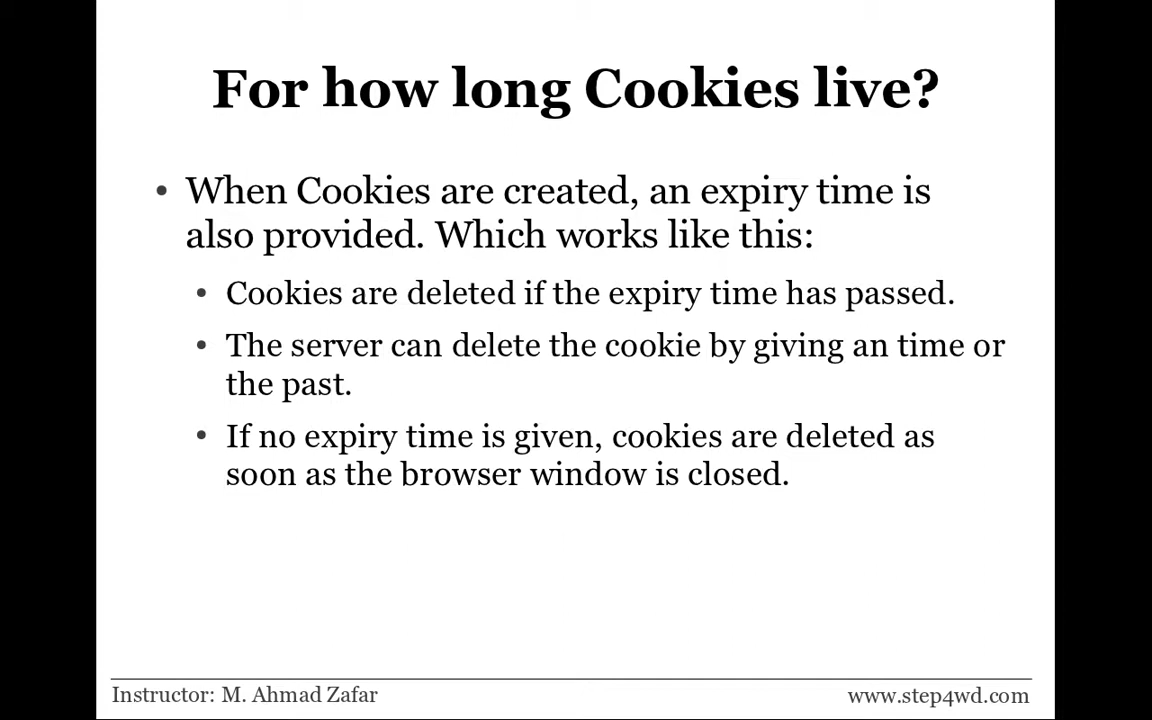 For how long Cookies live?
• When Cookies are created, an expiry time is
also provided. Which works like this:
• Cookies are deleted if the expiry time has passed.
• The server can delete the cookie by giving an time or
the past.
• If no expiry time is given, cookies are deleted as
soon as the browser window is closed.
Instructor: M. Ahmad Zafar
www.step4wd.com